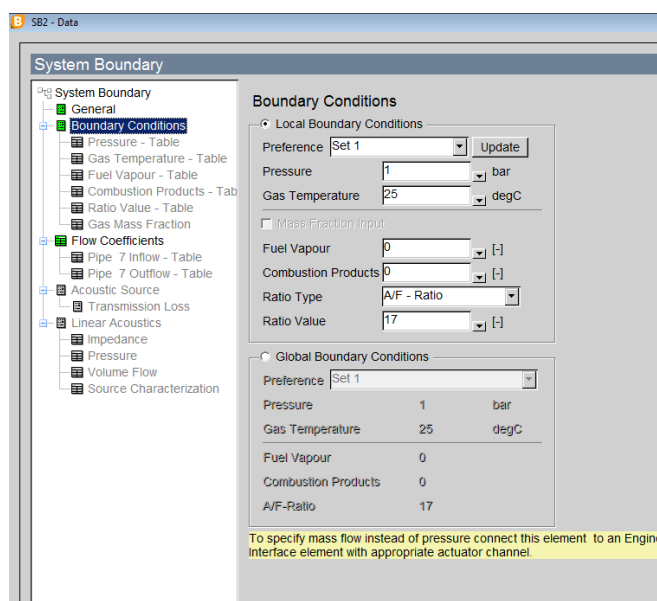 B SB2 - Data
System Boundary
System Boundary
General
Boundary Conditions
Pressure - Table
Gas Temperature - Table
Fuel Vapour - Table
Combustion Products - Tab
Ratio Value - Table
Gas Mass Fraction
Flow Coefficients
Pipe 7 Inflow - Table
Pipe 7 Outflow - Table
Acoustic Source
Transmission Loss
Linear Acoustics
Impedance
Pressure
Volume Flow
Source Characterization
Boundary Conditions
Local Boundary Conditions
Preference Set 1 Update
Pressure 1 bar
Gas Temperature 25 degC
Mass Fraction Input
Fuel Vapour 0 [-]
Combustion Products 0 [-]
Ratio Type A/F - Ratio
Ratio Value 17 [-]
Global Boundary Conditions
Preference Set 1
Pressure 1 bar
Gas Temperature 25 degC
Fuel Vapour 0
Combustion Products 0
A/F-Ratio 17
To specify mass flow instead of pressure connect this element to an Engin
Interface element with appropriate actuator channel.